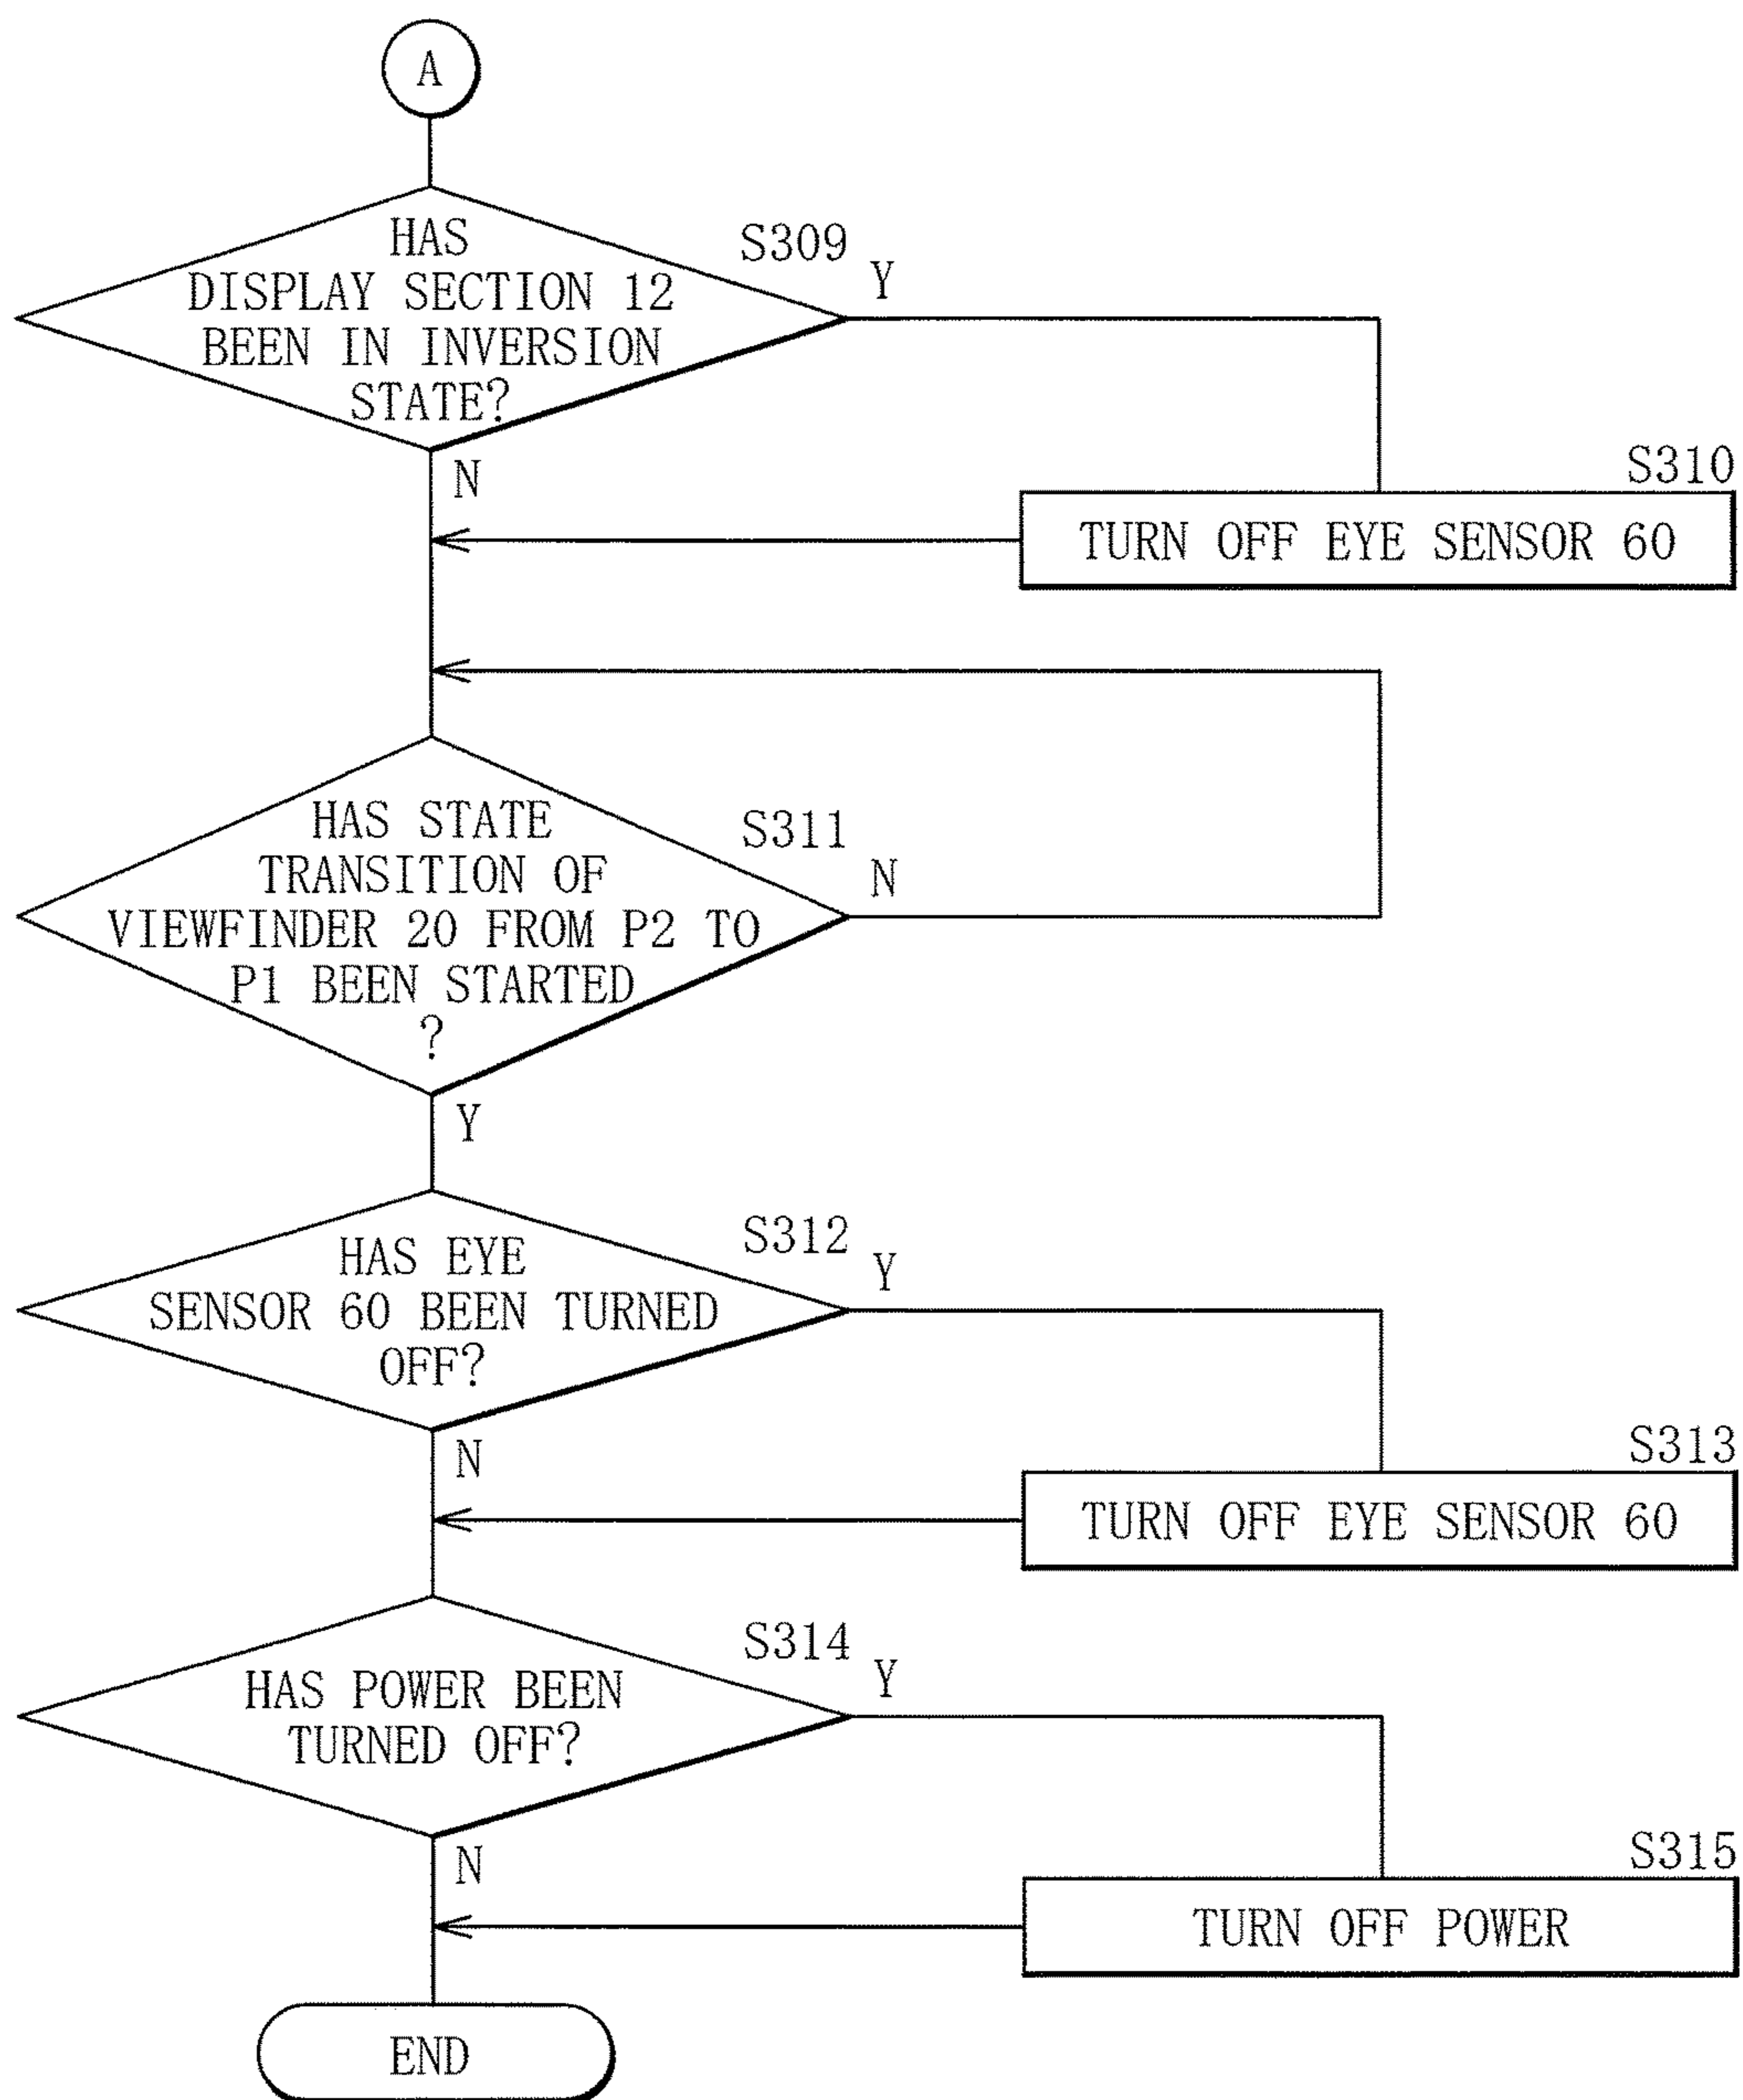 A
HAS
DISPLAY SECTION 12
BEEN IN INVERSION
STATE?
S309
Y
N
S310
TURN OFF EYE SENSOR 60
HAS STATE
TRANSITION OF
VIEWFINDER 20 FROM P2 TO
P1 BEEN STARTED
?
S311
N
Y
HAS EYE
SENSOR 60 BEEN TURNED
OFF?
S312
Y
N
S313
TURN OFF EYE SENSOR 60
HAS POWER BEEN
TURNED OFF?
S314
Y
N
S315
TURN OFF POWER
END